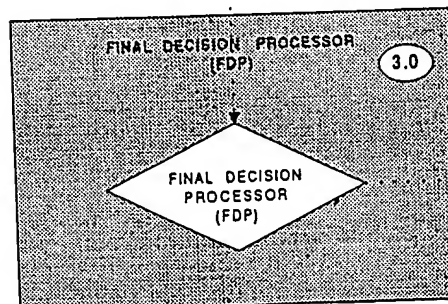 FINAL DECISION PROCESSOR
(FDP)
3.0
FINAL DECISION
PROCESSOR
(FDP)